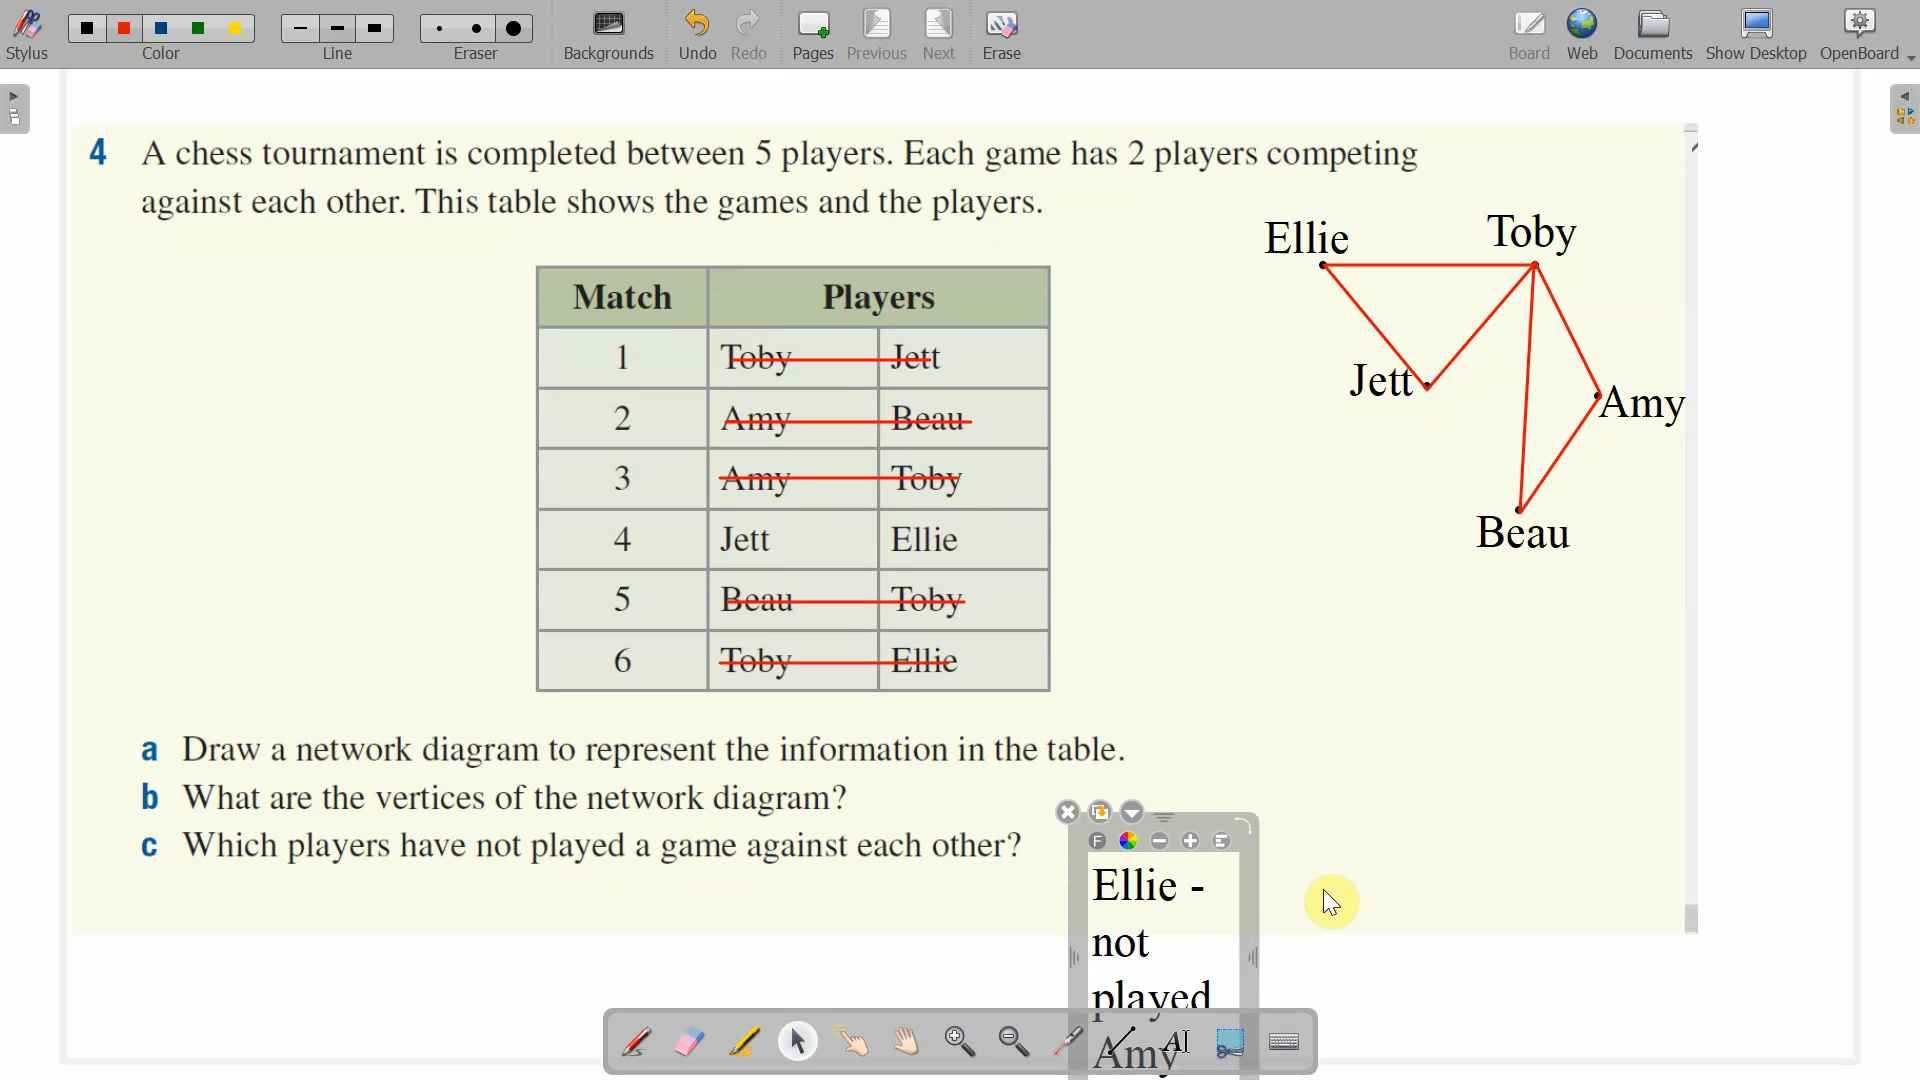 Stylus
Color
Line
Eraser
Backgrounds
Undo
Redo
Pages
Previous
Next
Erase
Board
Web
Documents
Show Desktop
OpenBoard
4 A chess tournament is completed between 5 players. Each game has 2 players competing
against each other. This table shows the games and the players.
Match Players
1 Toby Jett
2 Amy Beau
3 Amy Toby
4 Jett Ellie
5 Beau Toby
6 Toby Ellie
Ellie
Toby
Jett
Amy
Beau
a Draw a network diagram to represent the information in the table.
b What are the vertices of the network diagram?
c Which players have not played a game against each other?
F
Ellie -
not
played
Amy
AI